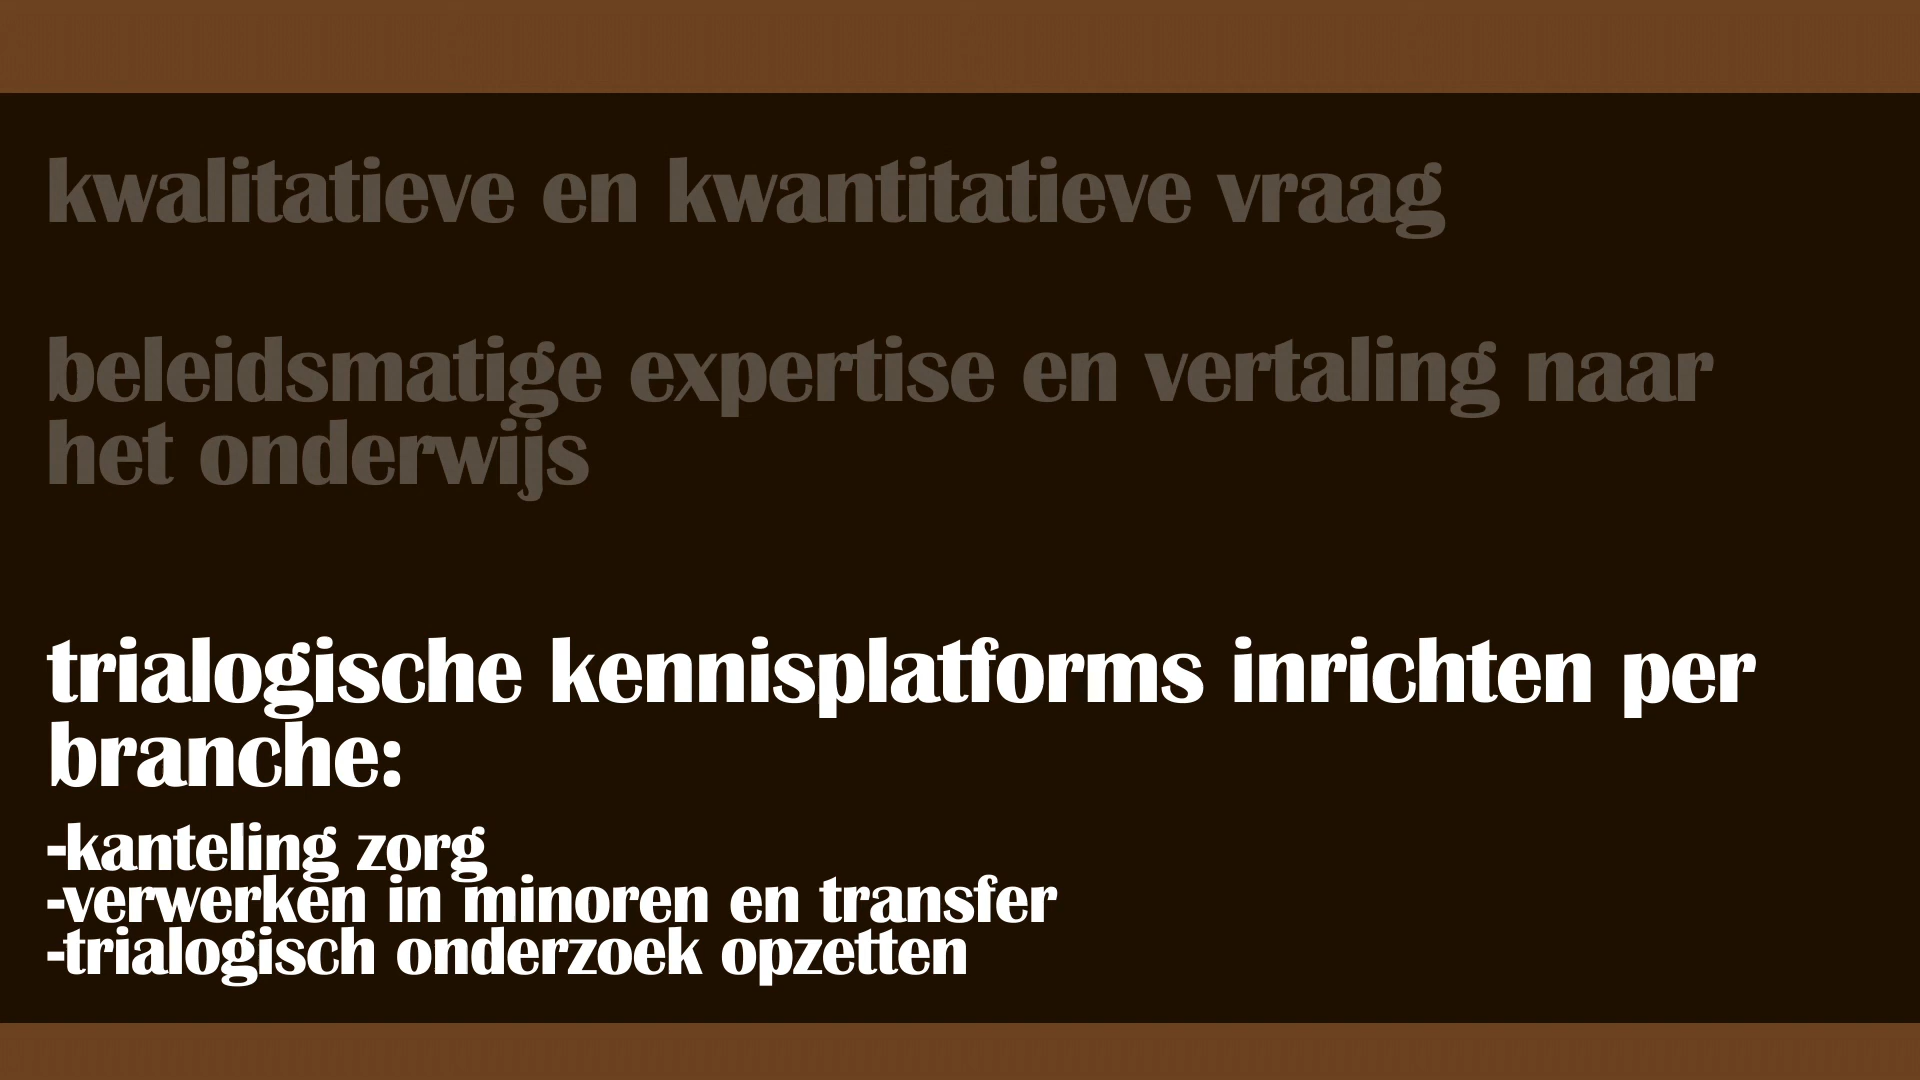 kwalitatieve en kwantitatieve vraag
beleidsmatige expertise en vertaling naar
het onderwijs
trialogische kennisplatforms inrichten per
branche:
-kanteling zorg
-verwerken in minoren en transfer
-trialogisch onderzoek opzetten